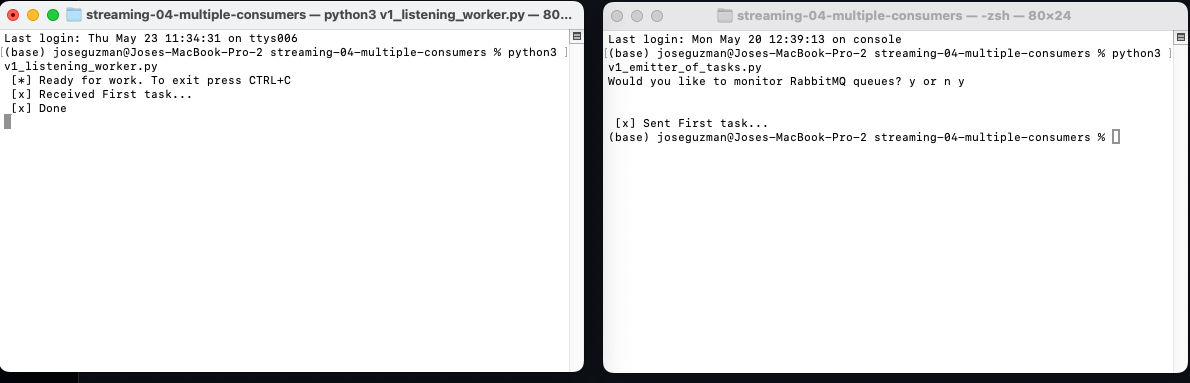 streaming-04-multiple-consumers — python3 v1_listening_worker.py — 80...
Last login: Thu May 23 11:34:31 on ttys006
[(base) joseguzman@Joses-MacBook-Pro-2 streaming-04-multiple-consumers % python3 ]
v1_listening_worker.py
[*] Ready for work. To exit press CTRL+C
[x] Received First task...
[x] Done
streaming-04-multiple-consumers — -zsh — 80×24
Last login: Mon May 20 12:39:13 on console
[(base) joseguzman@Joses-MacBook-Pro-2 streaming-04-multiple-consumers % python3 ]
v1_emitter_of_tasks.py
Would you like to monitor RabbitMQ queues? y or n y
[x] Sent First task...
(base) joseguzman@Joses-MacBook-Pro-2 streaming-04-multiple-consumers %